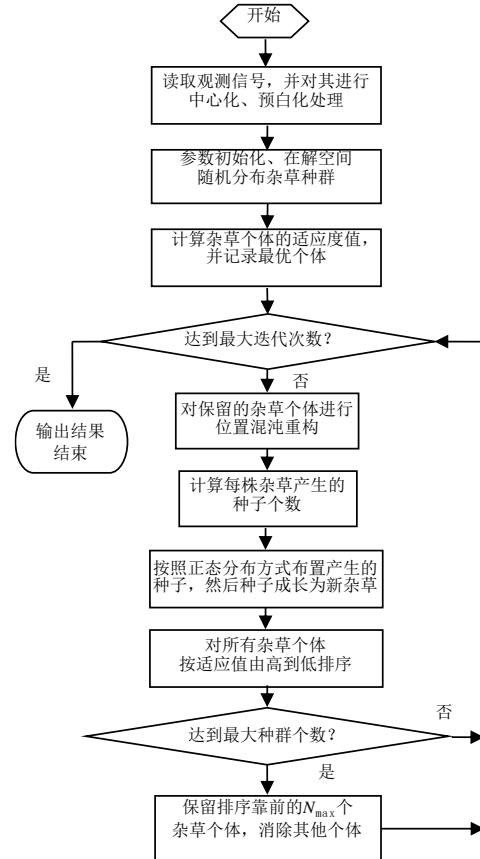 开始
读取观测信号，并对其进行
中心化、预白化处理
参数初始化、在解空间
随机分布杂草种群
计算杂草个体的适应度值，
并记录最优个体
达到最大迭代次数?
是
否
输出结果
结束
对保留的杂草个体进行
位置混沌重构
计算每株杂草产生的
种子个数
按照正态分布方式布置产生的
种子，然后种子成长为新杂草
对所有杂草个体
按适应值由高到低排序
否
达到最大种群个数?
是
保留排序靠前的Nmax个
杂草个体，消除其他个体